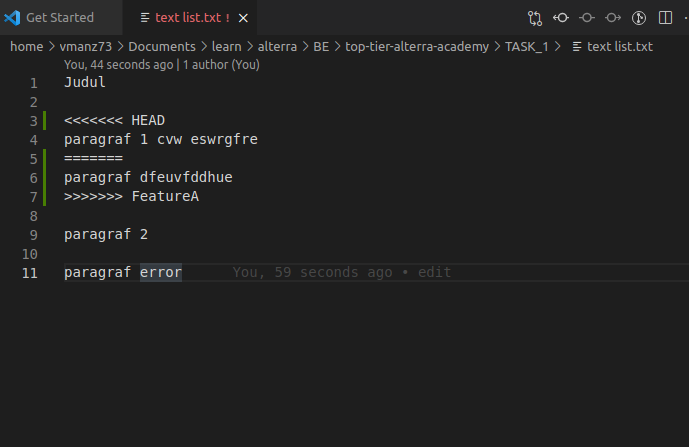 Get Started
text list.txt !
home > vmanz73 > Documents > learn > alterra > BE > top-tier-alterra-academy > TASK_1 > text list.txt
You, 44 seconds ago | 1 author (You)
1 Judul
2
3 <<<<<<< HEAD
4 paragraf 1 cvw eswrgfre
5 =======
6 paragraf dfeuvfddhue
7 >>>>>>> FeatureA
8
9 paragraf 2
10
11 paragraf error You, 59 seconds ago • edit